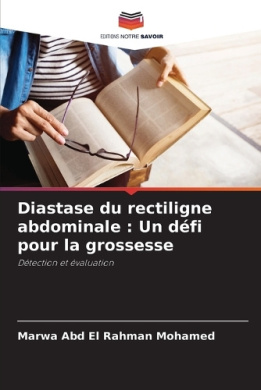 EDITIONS NOTRE SAVOIR
Diastase du rectiligne
abdominale : Un défi
pour la grossesse
Détection et évaluation
Marwa Abd El Rahman Mohamed